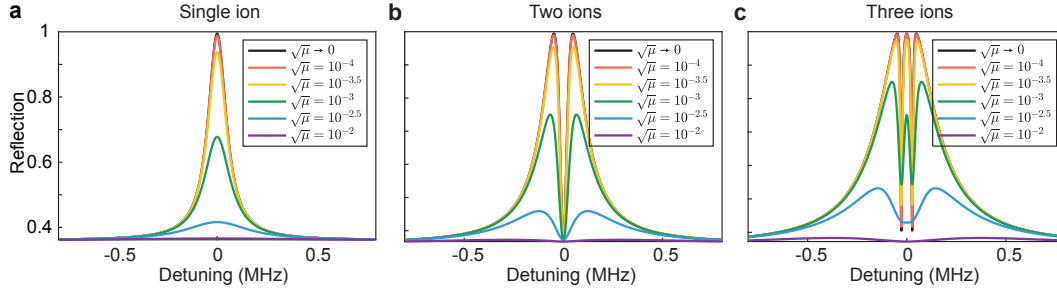 a Single ion
b Two ions
c Three ions
Reflection
1
0.8
0.6
0.4
√μ → 0
√μ = 10⁻⁴
√μ = 10⁻³·⁵
√μ = 10⁻³
√μ = 10⁻²·⁵
√μ = 10⁻²
-0.5 0 0.5
Detuning (MHz)
√μ → 0
√μ = 10⁻⁴
√μ = 10⁻³·⁵
√μ = 10⁻³
√μ = 10⁻²·⁵
√μ = 10⁻²
-0.5 0 0.5
Detuning (MHz)
√μ → 0
√μ = 10⁻⁴
√μ = 10⁻³·⁵
√μ = 10⁻³
√μ = 10⁻²·⁵
√μ = 10⁻²
-0.5 0 0.5
Detuning (MHz)